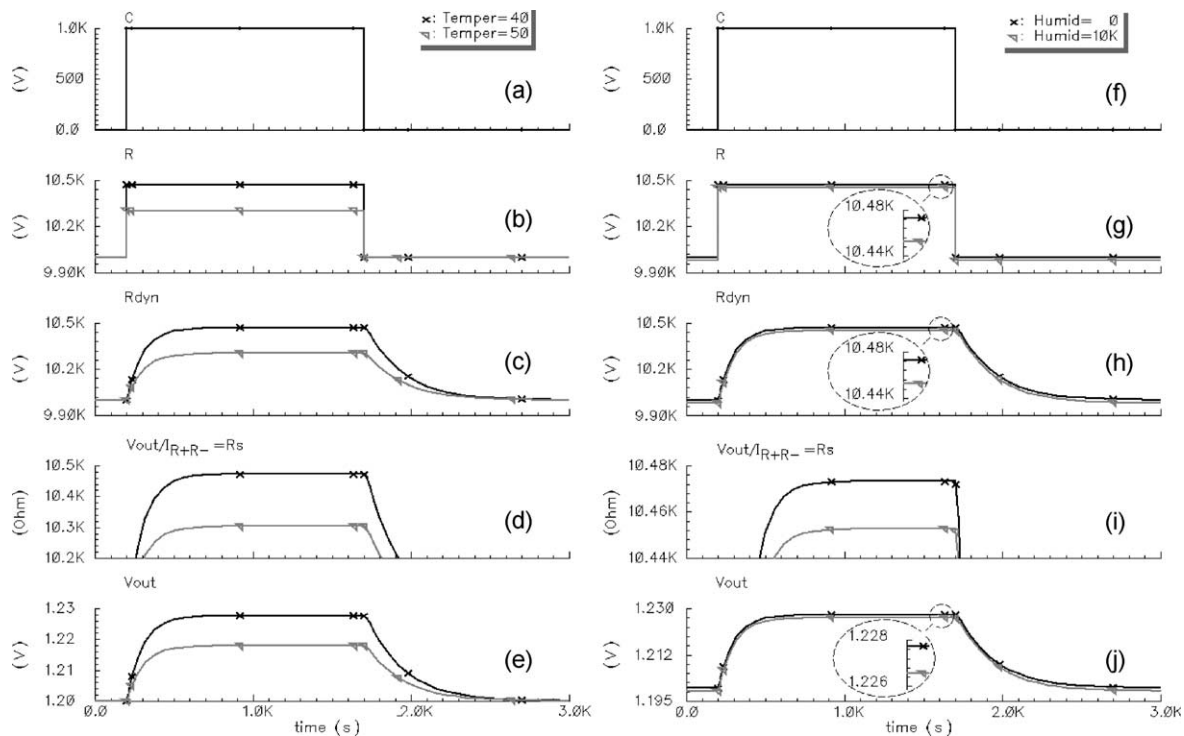 C
×: Temper=40
: Temper=50
1.0K
500
0.0
(V)
(a)
R
10.5K
10.2K
9.90K
(V)
(b)
Rdyn
10.5K
10.2K
9.90K
(V)
(c)
Vout/I_R+R- =Rs
10.5K
10.4K
10.3K
10.2K
(Ohm)
(d)
Vout
1.23
1.22
1.21
1.20
(V)
(e)
0.0
1.0K
2.0K
3.0K
time (s)
C
×: Humid= 0
: Humid=10K
1.0K
500
0.0
(V)
(f)
R
10.5K
10.2K
9.90K
(V)
10.48K
10.44K
(g)
Rdyn
10.5K
10.2K
9.90K
(V)
10.48K
10.44K
(h)
Vout/I_R+R- =Rs
10.48K
10.46K
10.44K
(Ohm)
(i)
Vout
1.230
1.212
1.195
(V)
1.228
1.226
(j)
0.0
1.0K
2.0K
3.0K
time (s)